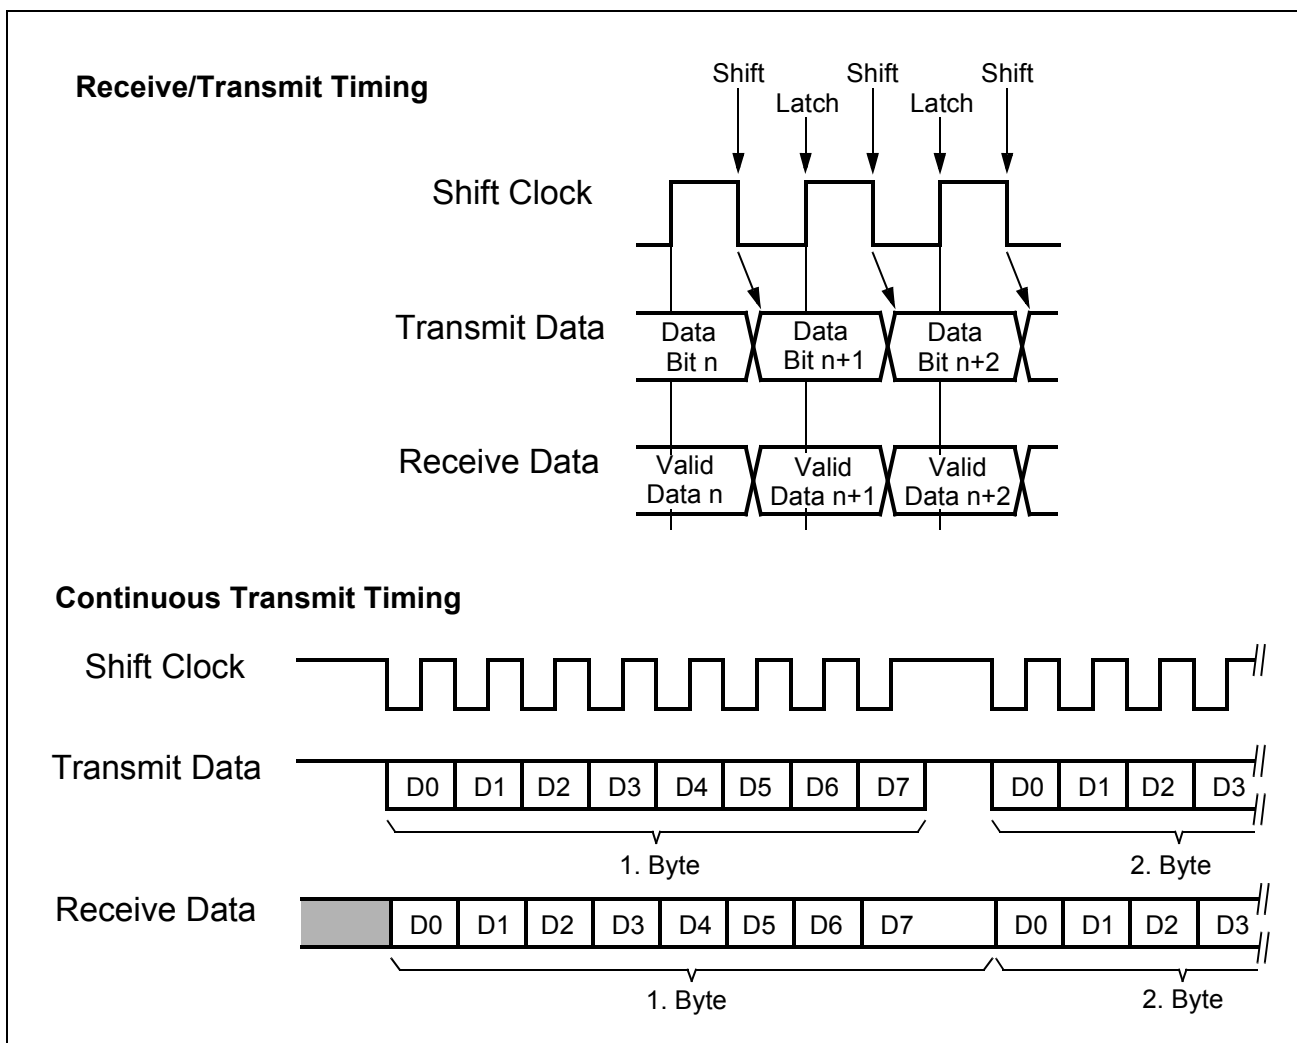 Receive/Transmit Timing
Shift Shift Shift
Latch Latch
Shift Clock
Transmit Data
Data Bit n
Data Bit n+1
Data Bit n+2
Receive Data
Valid Data n
Valid Data n+1
Valid Data n+2
Continuous Transmit Timing
Shift Clock
Transmit Data
D0 D1 D2 D3 D4 D5 D6 D7 D0 D1 D2 D3
1. Byte 2. Byte
Receive Data
D0 D1 D2 D3 D4 D5 D6 D7 D0 D1 D2 D3
1. Byte 2. Byte